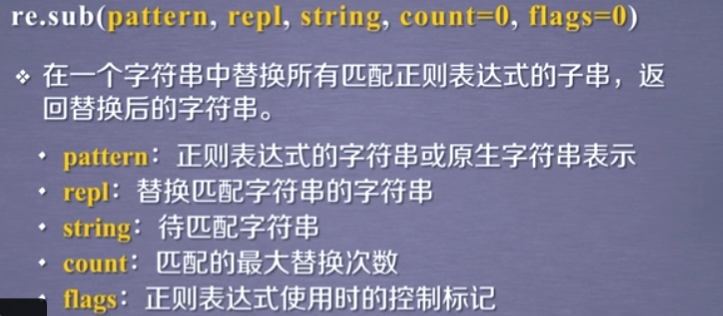 re.sub(pattern, repl, string, count=0, flags=0)
❖ 在一个字符串中替换所有匹配正则表达式的子串，返
回替换后的字符串。
• pattern：正则表达式的字符串或原生字符串表示
• repl：替换匹配字符串的字符串
• string：待匹配字符串
• count：匹配的最大替换次数
• flags：正则表达式使用时的控制标记